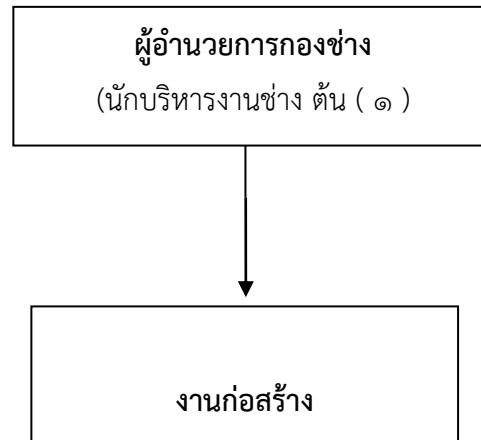 ผู้อำนวยการกองช่าง
(นักบริหารงานช่าง ต้น ( ๑ )
งานก่อสร้าง